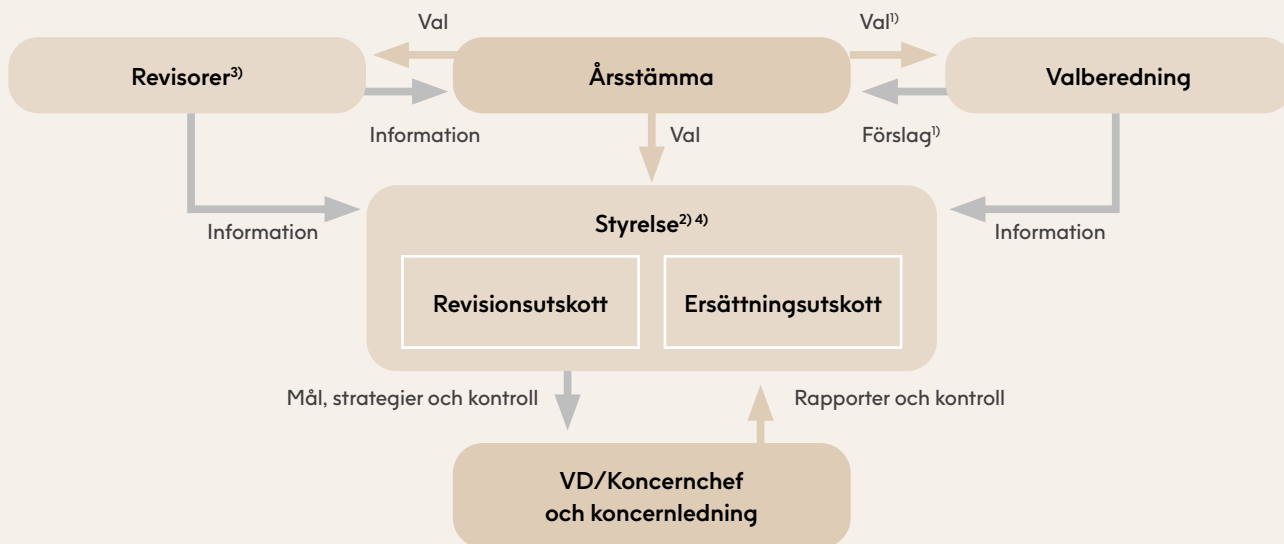 Val
Val¹⁾
Revisorer³⁾
Årsstämma
Valberedning
Information
Val
Förslag¹⁾
Information
Styrelse²⁾ ⁴⁾
Information
Revisionsutskott
Ersättningsutskott
Mål, strategier och kontroll
Rapporter och kontroll
VD/Koncernchef
och koncernledning